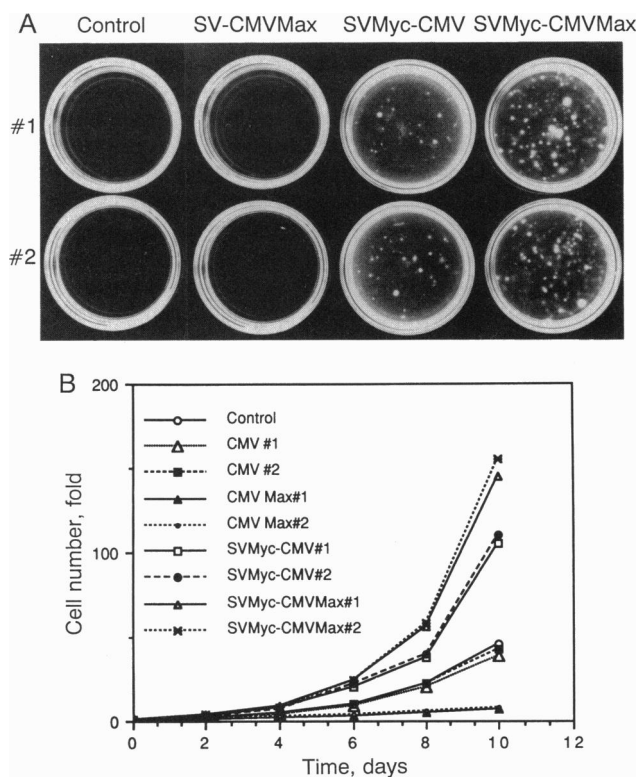 A
Control SV-CMVMax SVMyc-CMV SVMyc-CMVMax
#1
#2
B
200
Control
CMV #1
CMV #2
CMV Max#1
CMV Max#2
SVMyc-CMV#1
SVMyc-CMV#2
SVMyc-CMVMax#1
SVMyc-CMVMax#2
100
0
Cell number, fold
0 2 4 6 8 10 12
Time, days